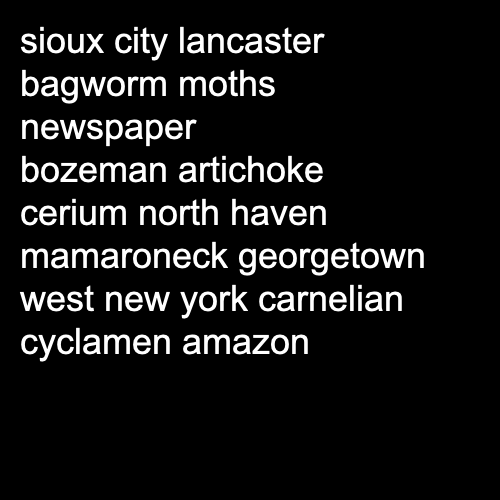 sioux city lancaster
bagworm moths
newspaper
bozeman artichoke
cerium north haven
mamaroneck georgetown
west new york carnelian
cyclamen amazon